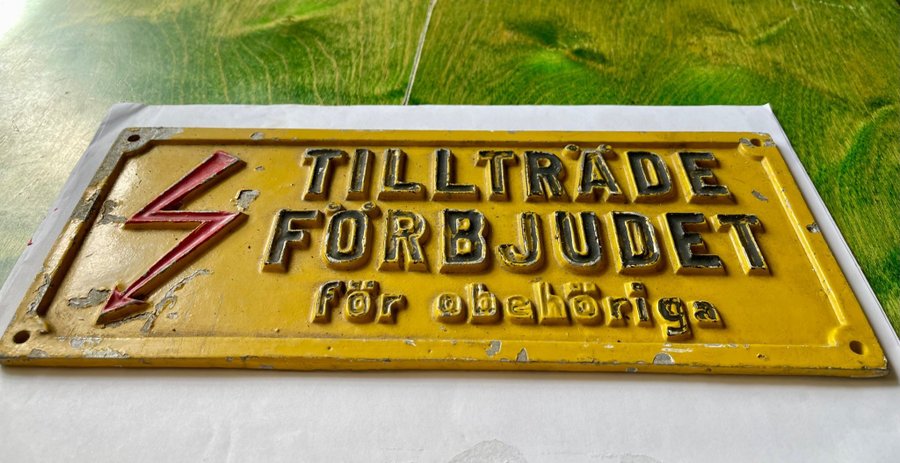 TILLTRÄDE
FÖRBJUDET
för obehöriga